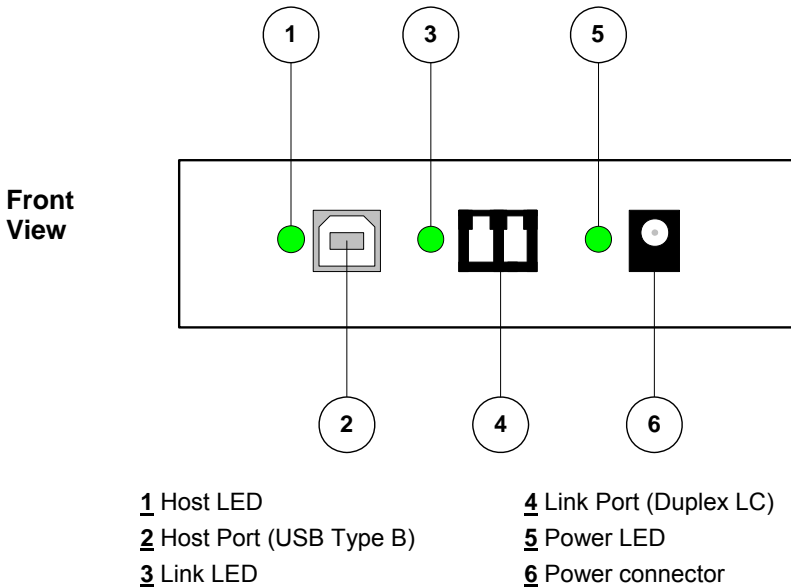 1
3
5
Front
View
2
4
6
1 Host LED
2 Host Port (USB Type B)
3 Link LED
4 Link Port (Duplex LC)
5 Power LED
6 Power connector